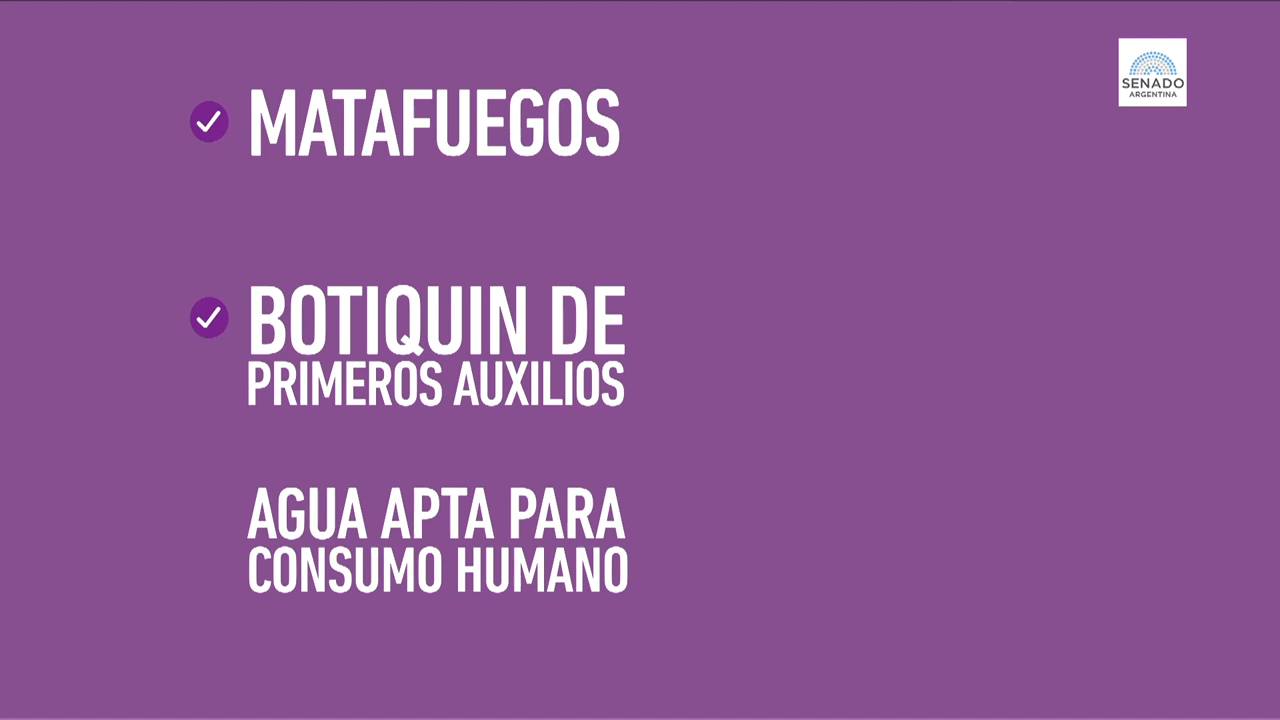 SENADO
ARGENTINA
MATAFUEGOS
BOTIQUIN DE
PRIMEROS AUXILIOS
AGUA APTA PARA
CONSUMO HUMANO